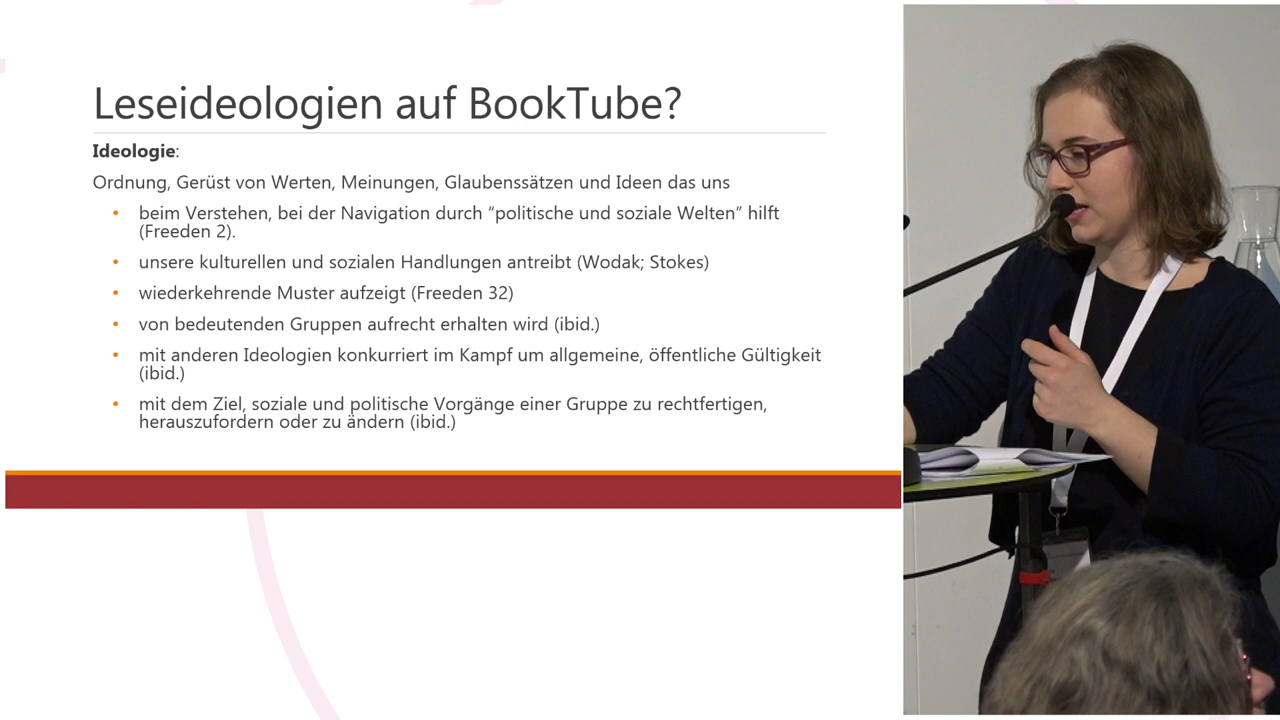 Leseideologien auf BookTube?
Ideologie:
Ordnung, Gerüst von Werten, Meinungen, Glaubenssätzen und Ideen das uns
• beim Verstehen, bei der Navigation durch “politische und soziale Welten” hilft
(Freeden 2).
• unsere kulturellen und sozialen Handlungen antreibt (Wodak; Stokes)
• wiederkehrende Muster aufzeigt (Freeden 32)
• von bedeutenden Gruppen aufrecht erhalten wird (ibid.)
• mit anderen Ideologien konkurriert im Kampf um allgemeine, öffentliche Gültigkeit
(ibid.)
• mit dem Ziel, soziale und politische Vorgänge einer Gruppe zu rechtfertigen,
herauszufordern oder zu ändern (ibid.)